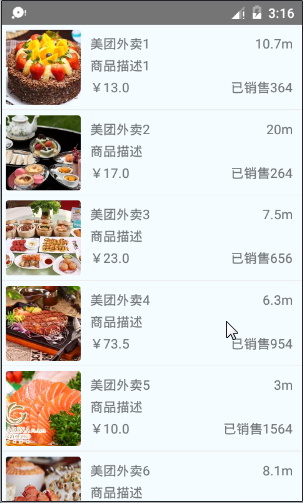 3:16
美团外卖1 10.7m
商品描述1
￥13.0 已销售364
美团外卖2 20m
商品描述
￥17.0 已销售264
美团外卖3 7.5m
商品描述
￥23.0 已销售656
美团外卖4 6.3m
商品描述
￥73.5 已销售954
美团外卖5 3m
商品描述
￥10.0 已销售1564
美团外卖6 8.1m
商品描述